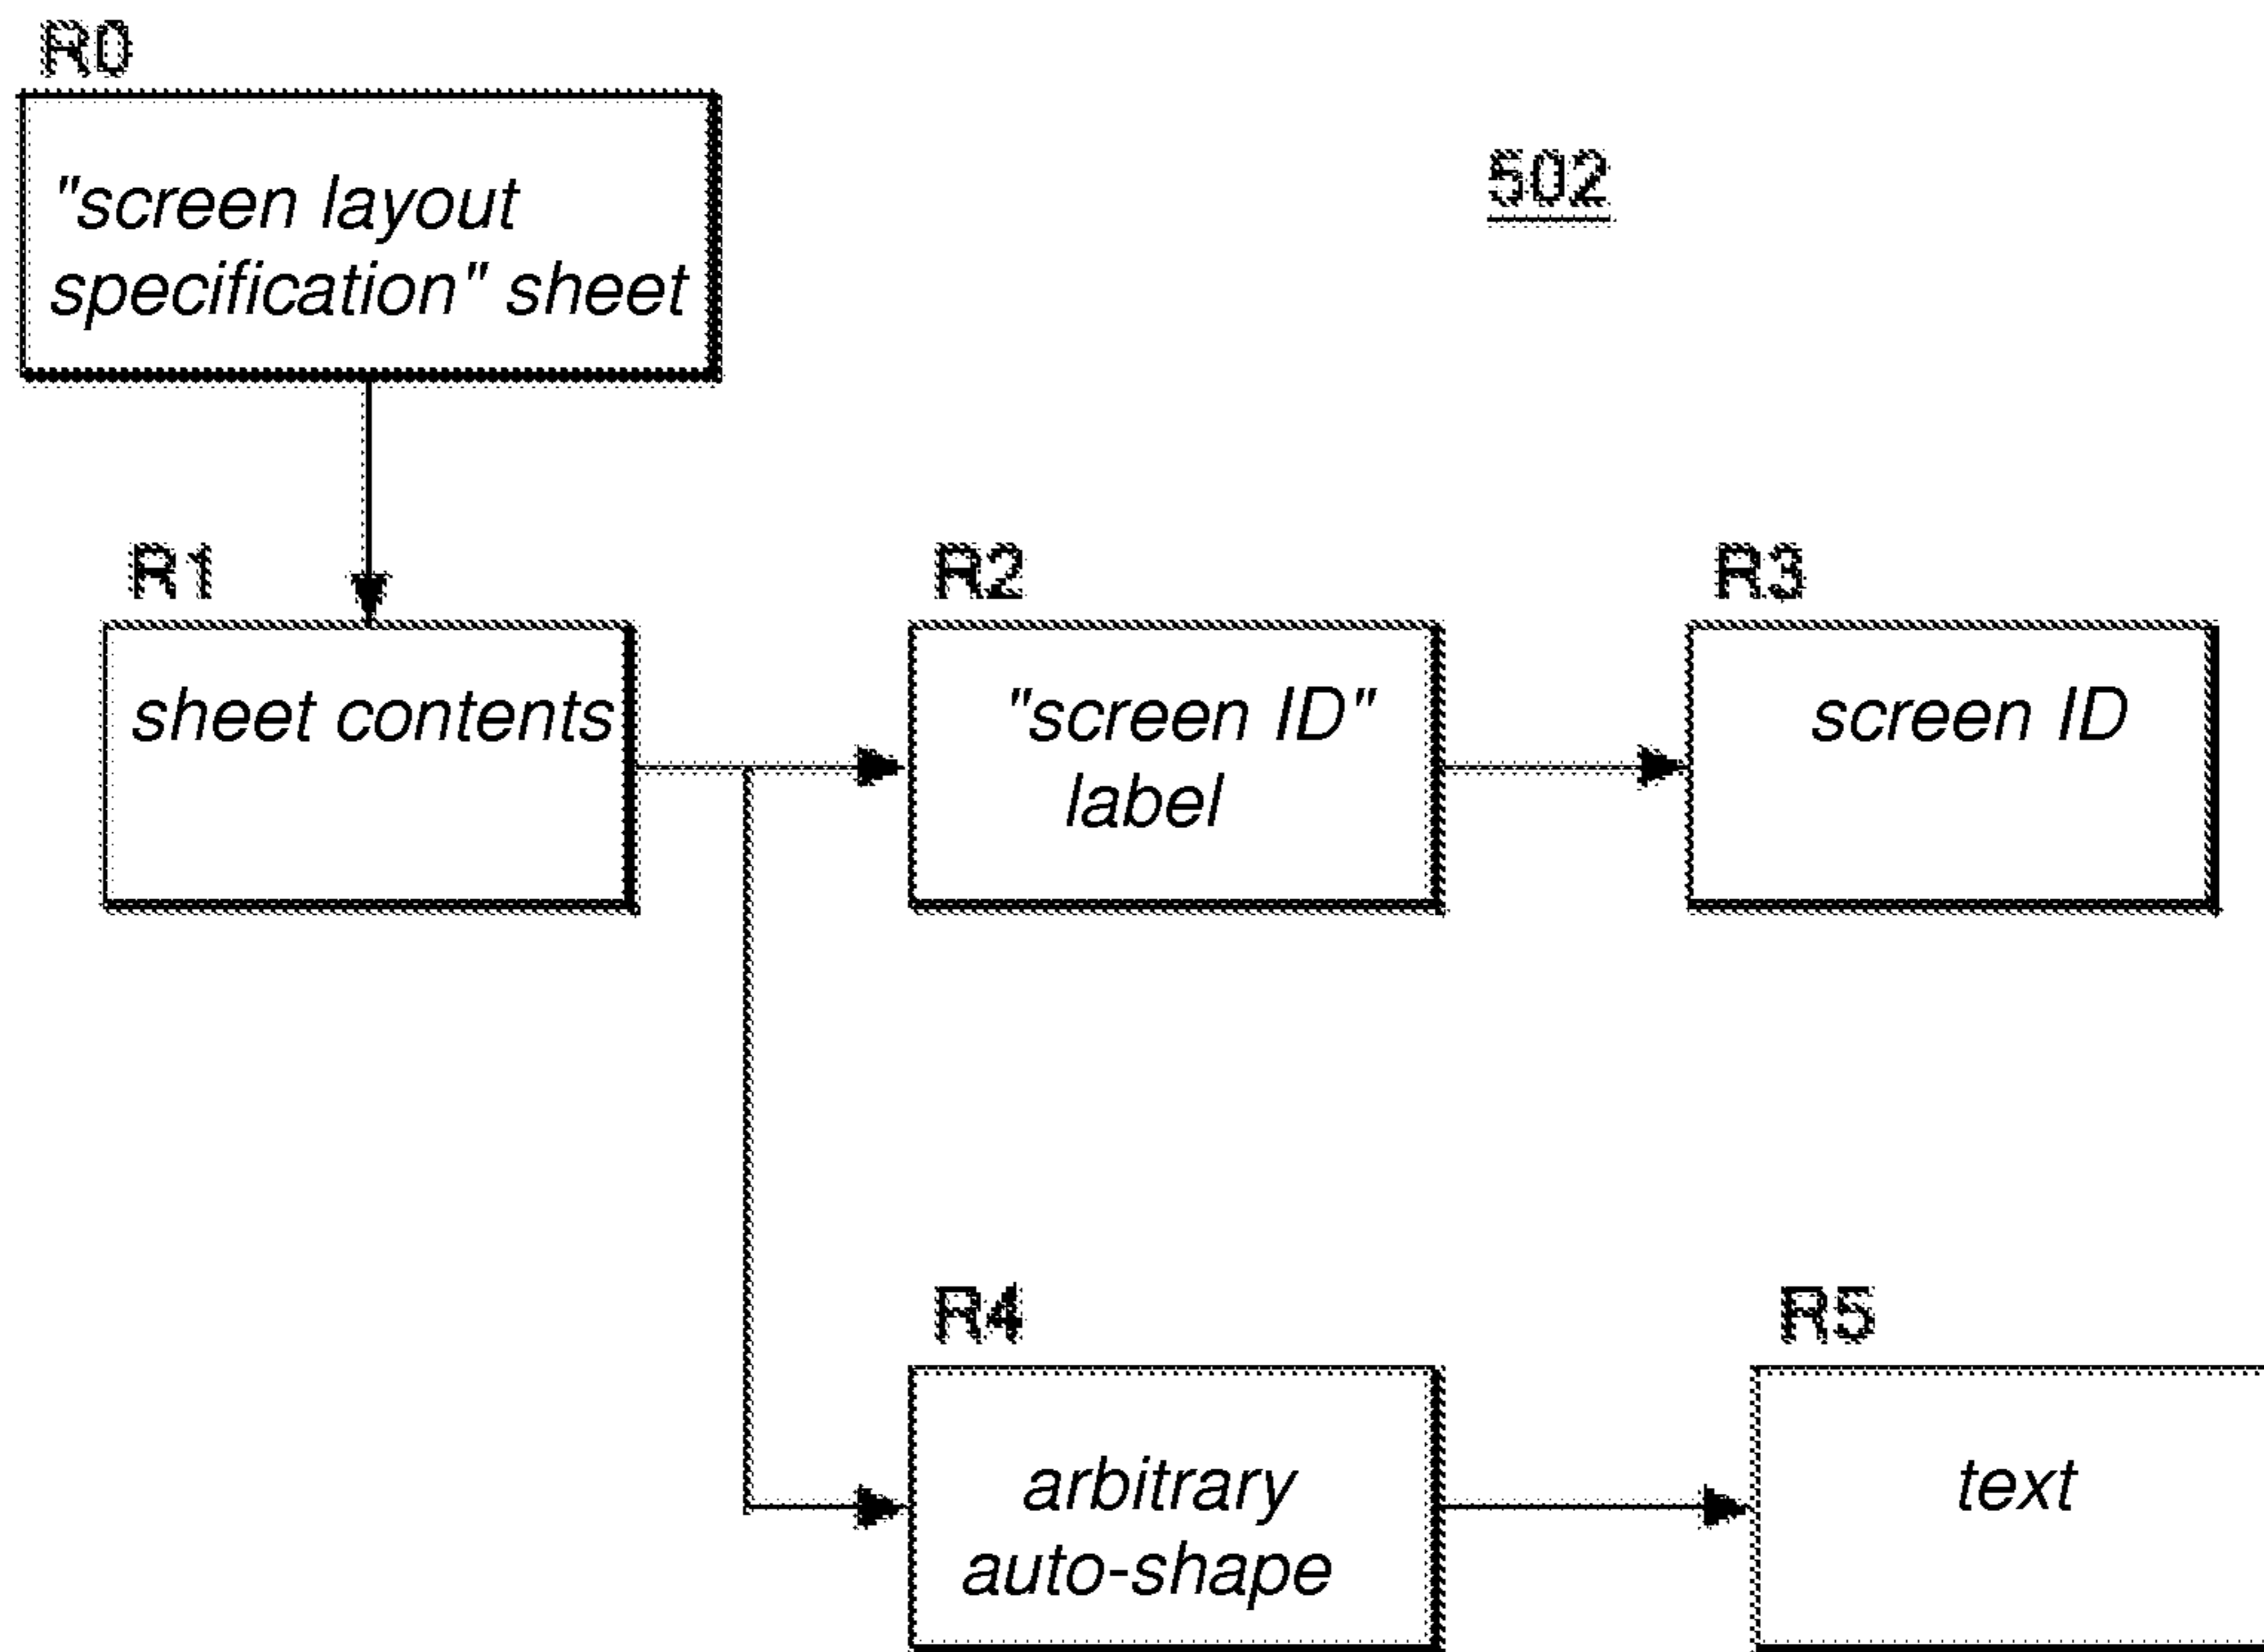 R0
"screen layout
specification" sheet
502
R1
sheet contents
R2
"screen ID"
label
R3
screen ID
R4
arbitrary
auto-shape
R5
text